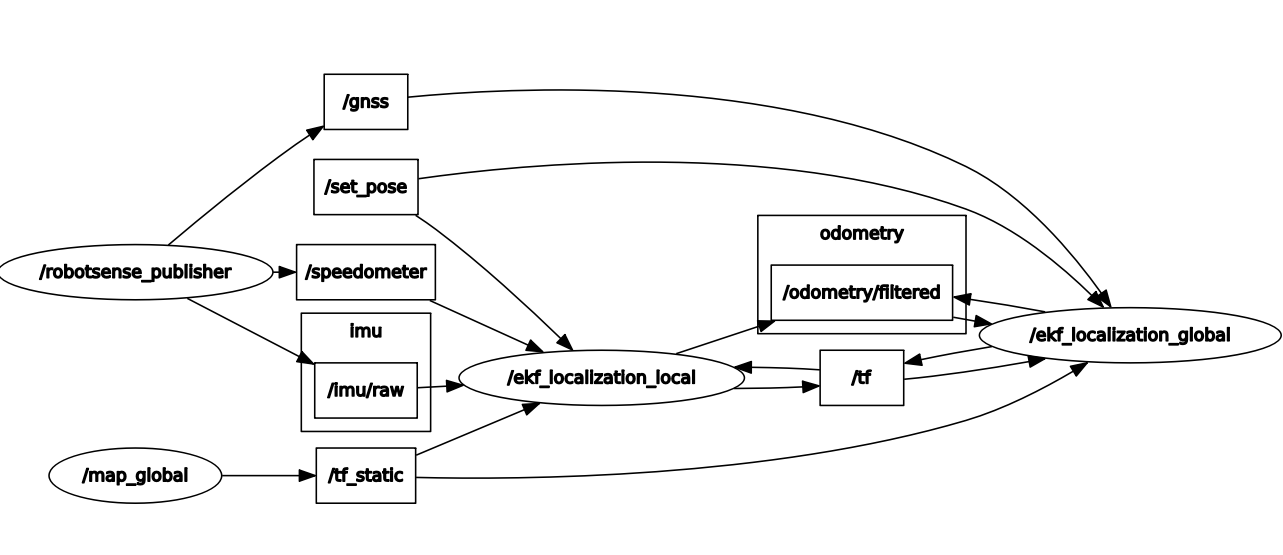 /gnss
/set_pose
odometry
/robotsense_publisher
/speedometer
/odometry/filtered
imu
/ekf_localization_global
/ekf_localization_local
/tf
/imu/raw
/map_global
/tf_static